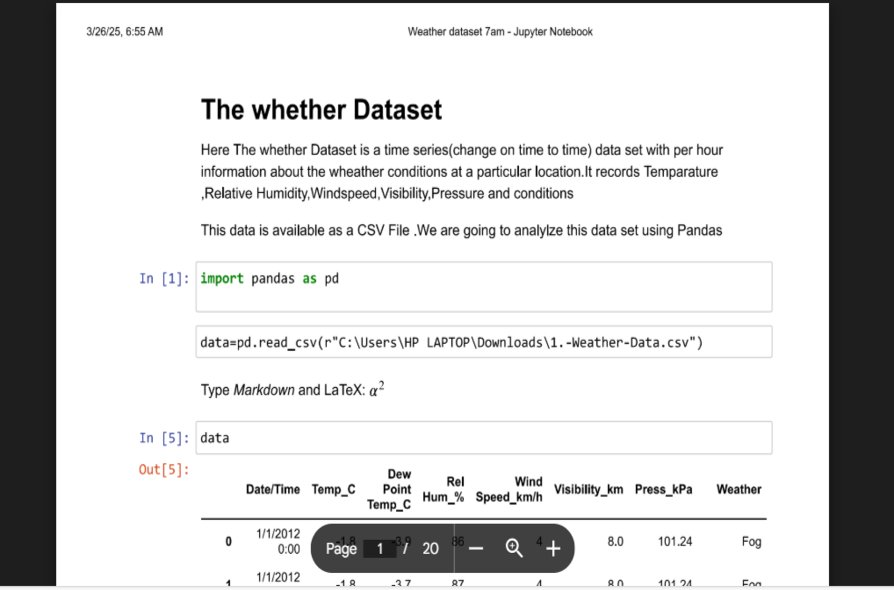 3/26/25, 6:55 AM
Weather dataset 7am - Jupyter Notebook
The whether Dataset
Here The whether Dataset is a time series(change on time to time) data set with per hour
information about the wheather conditions at a particular location.It records Temparature
,Relative Humidity,Windspeed,Visibility,Pressure and conditions
This data is available as a CSV File .We are going to analyIze this data set using Pandas
In [1]: import pandas as pd
data=pd.read_csv(r"C:\Users\HP LAPTOP\Downloads\1.-Weather-Data.csv")
Type Markdown and LaTeX: α²
In [5]: data
Out[5]:
Date/Time Temp_C Dew Point Temp_C Rel Hum_% Wind Speed_km/h Visibility_km Press_kPa Weather
0 1/1/2012 0:00 -1.8 -3.9 86 4 8.0 101.24 Fog
Page 1 / 20
1 1/1/2012 -1.8 -3.7 87 4 8.0 101.24 Fog